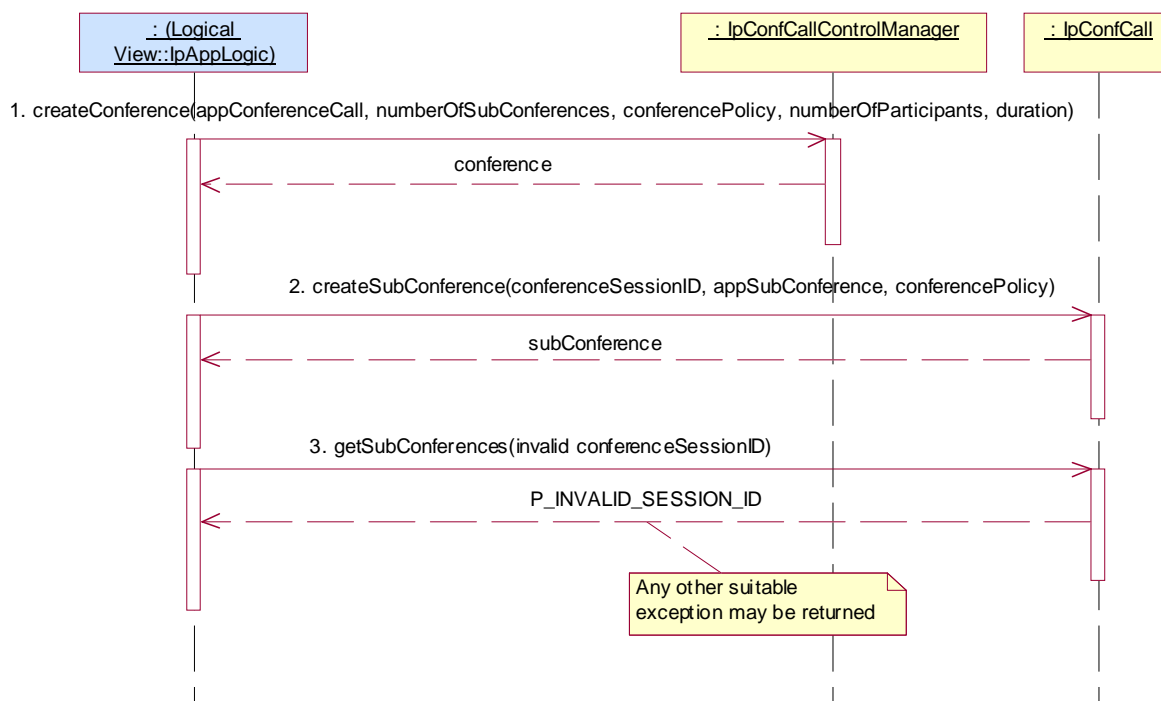 : (Logical
View::IpAppLogic)
: IpConfCallControlManager
: IpConfCall
1. createConference(appConferenceCall, numberOfSubConferences, conferencePolicy, numberOfParticipants, duration)
conference
2. createSubConference(conferenceSessionID, appSubConference, conferencePolicy)
subConference
3. getSubConferences(invalid conferenceSessionID)
P_INVALID_SESSION_ID
Any other suitable
exception may be returned